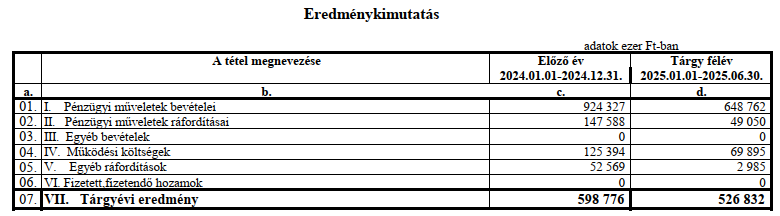 Eredménykimutatás
adatok ezer Ft-ban
A tétel megnevezése Előző év Tárgy félév
2024.01.01-2024.12.31. 2025.01.01-2025.06.30.
a. b. c. d.
01. I. Pénzügyi műveletek bevételei 924 327 648 762
02. II. Pénzügyi műveletek ráfordításai 147 588 49 050
03. III. Egyéb bevételek 0 0
04. IV. Működési költségek 125 394 69 895
05. V. Egyéb ráfordítások 52 569 2 985
06. VI. Fizetett,fizetendő hozamok 0 0
07. VII. Tárgyévi eredmény 598 776 526 832